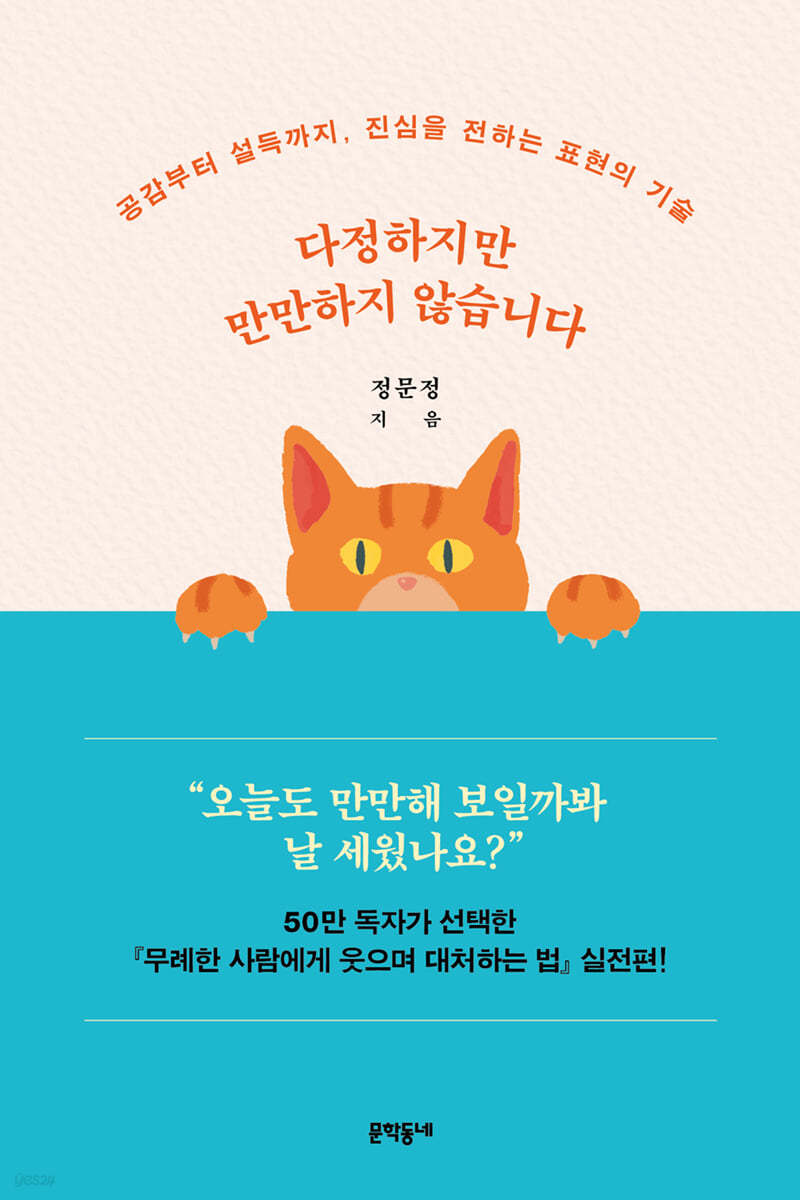 공감부터 설득까지, 진심을 전하는 표현의 기술
다정하지만
만만하지 않습니다
정문정
지음
“오늘도 만만해 보일까봐
날 세웠나요?”
50만 독자가 선택한
『무례한 사람에게 웃으며 대처하는 법』 실전편!
문학동네
yes24